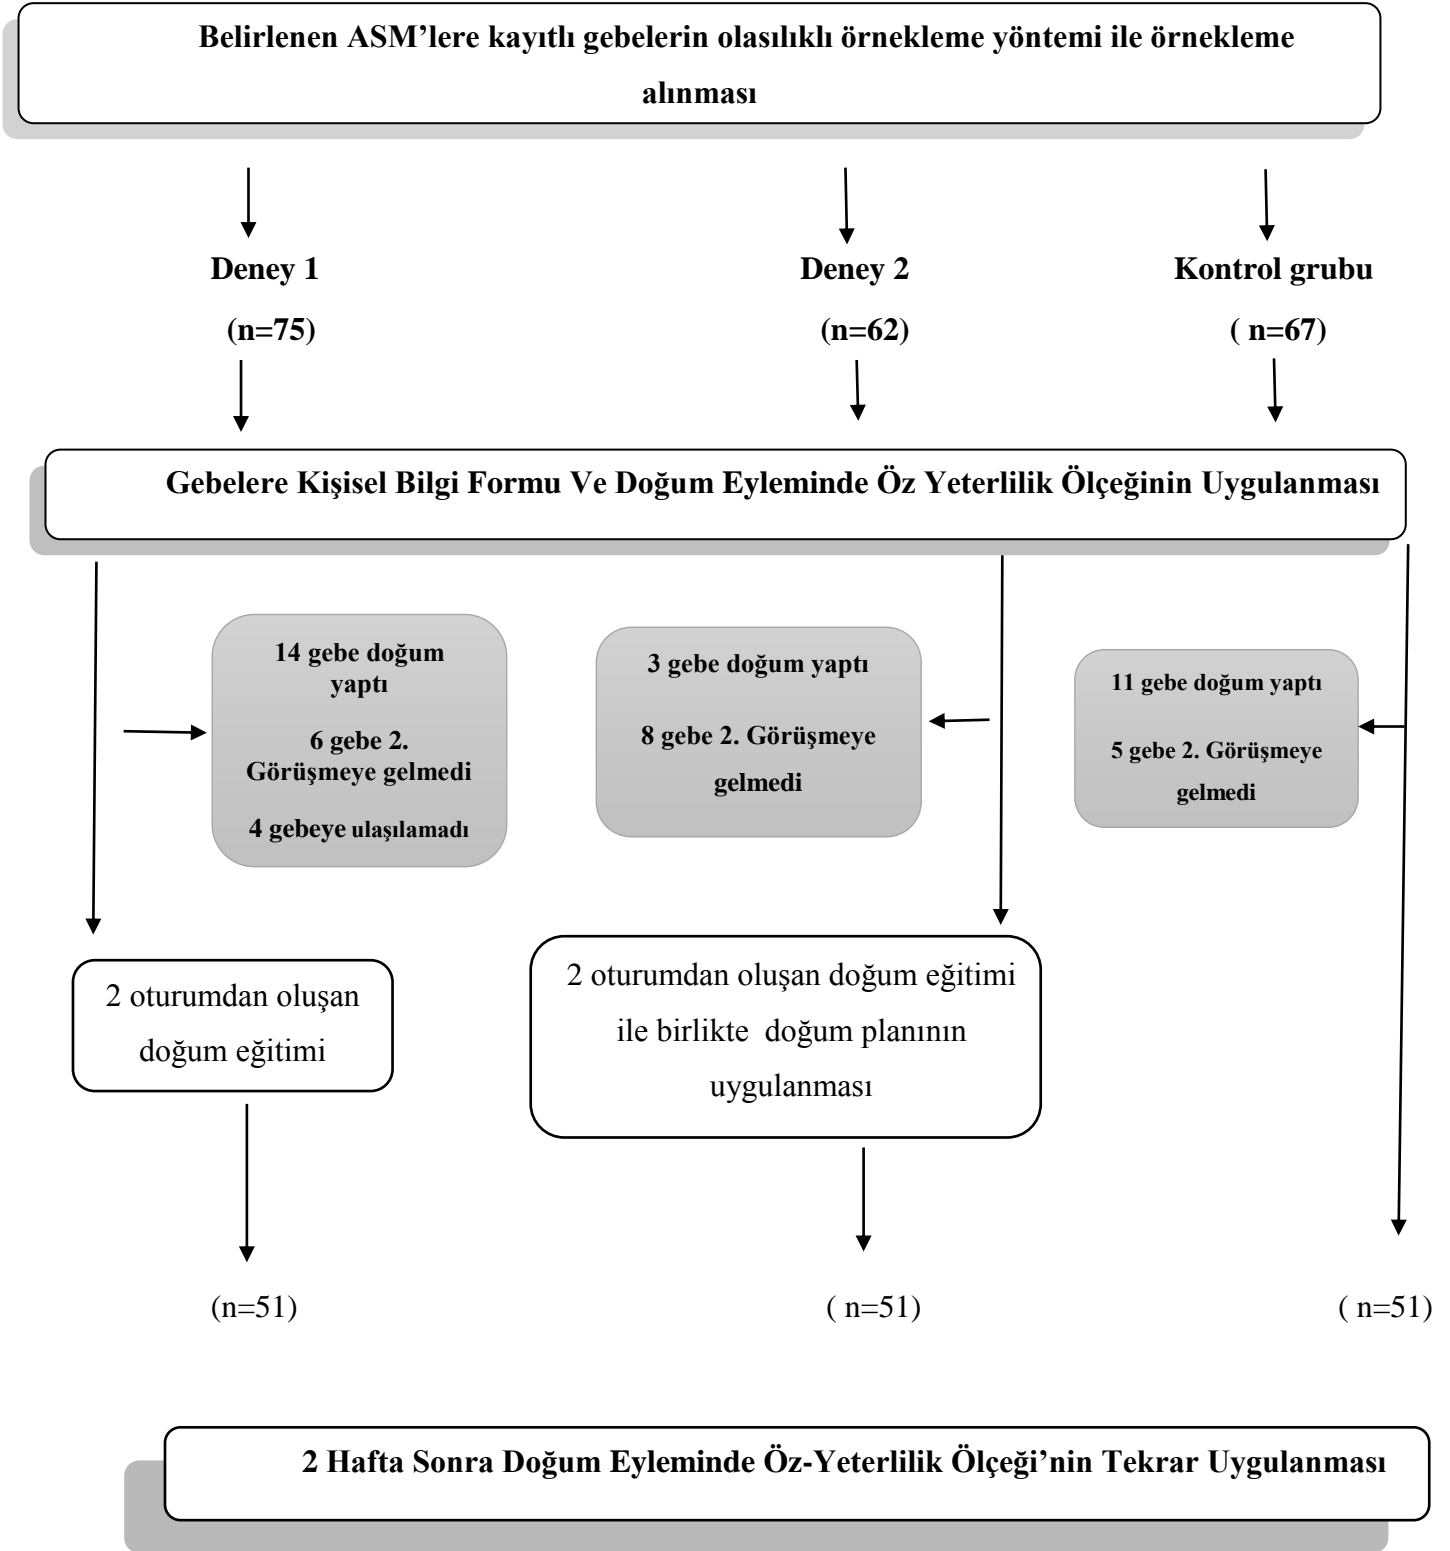 Belirlenen ASM’lere kayıtlı gebelerin olasılıklı örnekleme yöntemi ile örnekleme
alınması
Deney 1
(n=75)
Deney 2
(n=62)
Kontrol grubu
( n=67)
Gebelere Kişisel Bilgi Formu Ve Doğum Eyleminde Öz Yeterlilik Ölçeğinin Uygulanması
14 gebe doğum
yaptı
6 gebe 2.
Görüşmeye gelmedi
4 gebeye ulaşılamadı
3 gebe doğum yaptı
8 gebe 2. Görüşmeye
gelmedi
11 gebe doğum yaptı
5 gebe 2. Görüşmeye
gelmedi
2 oturumdan oluşan
doğum eğitimi
2 oturumdan oluşan doğum eğitimi
ile birlikte doğum planının
uygulanması
(n=51)
( n=51)
( n=51)
2 Hafta Sonra Doğum Eyleminde Öz-Yeterlilik Ölçeği’nin Tekrar Uygulanması